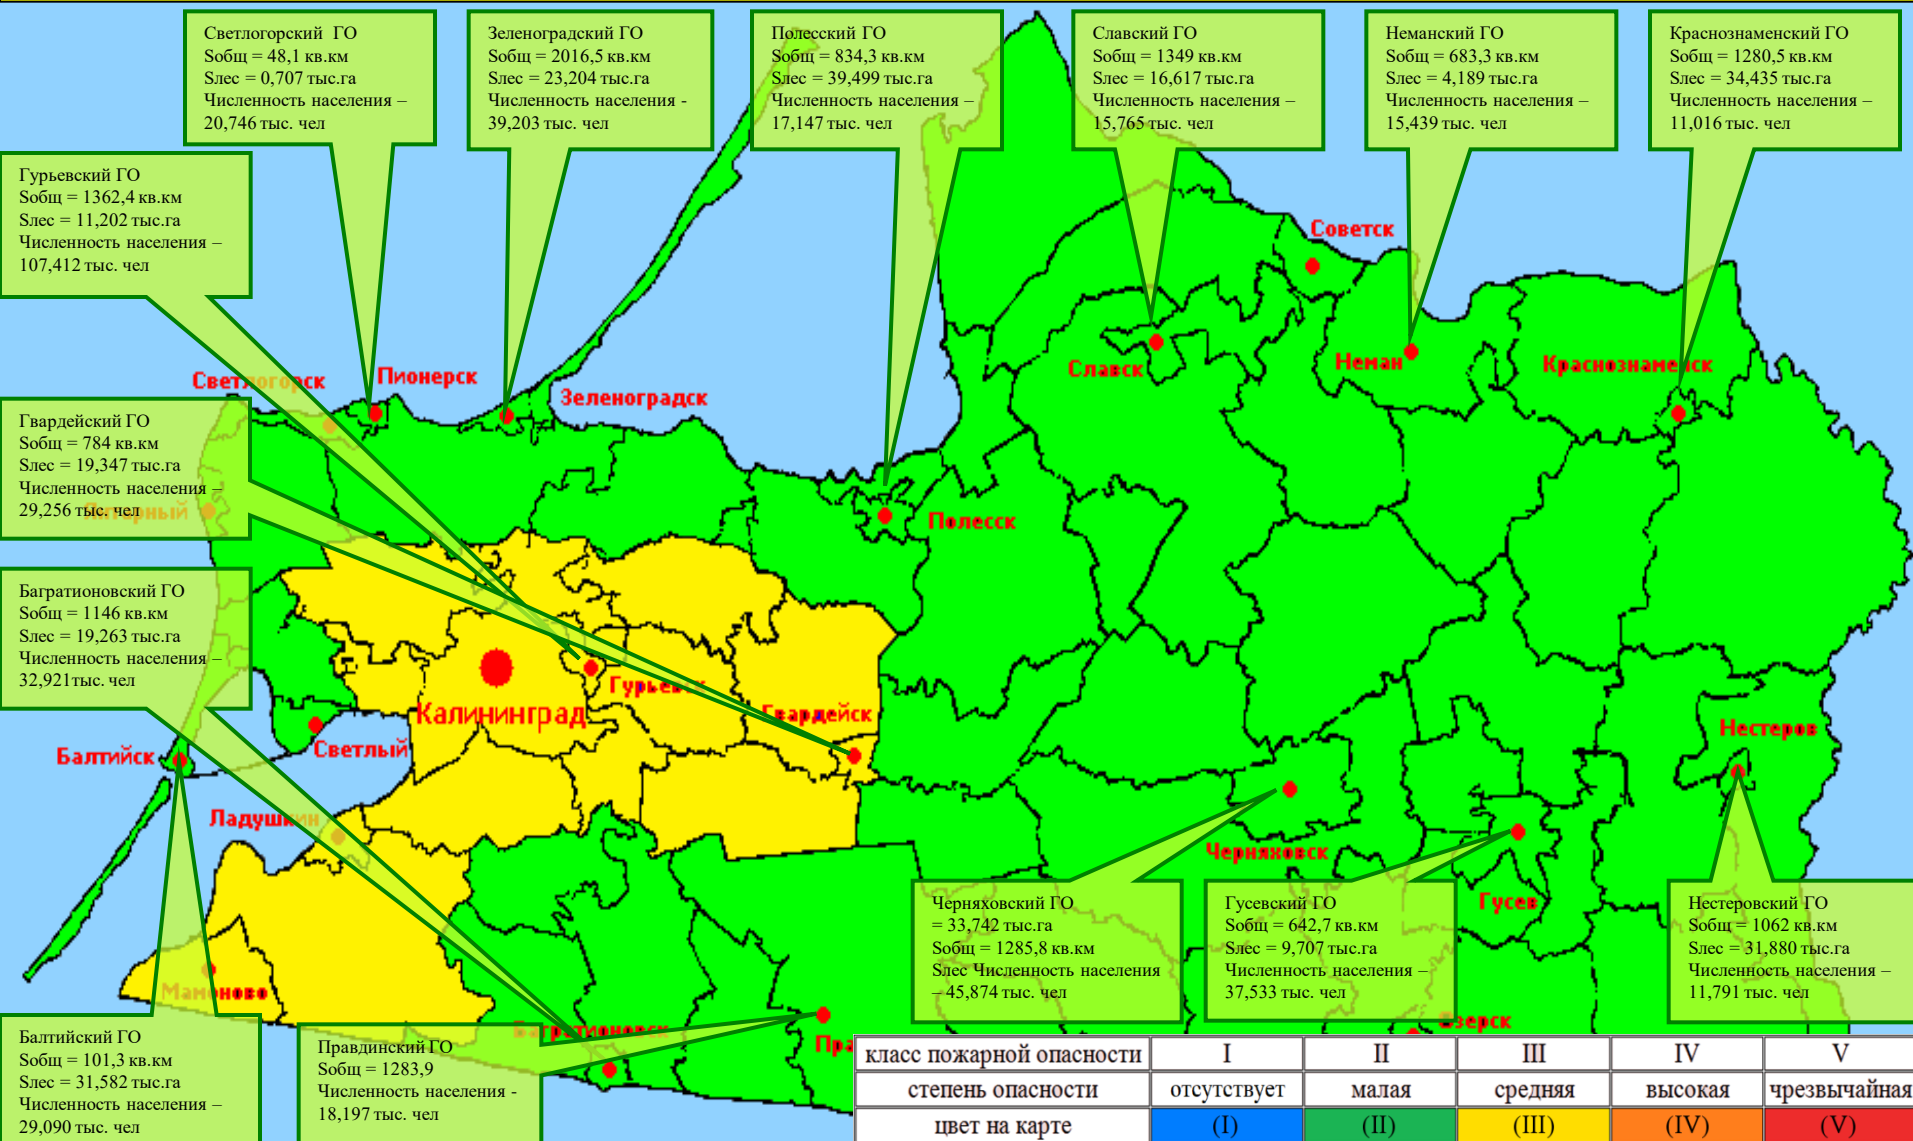 Светлогорский ГО
Sобщ = 48,1 кв.км
Sлес = 0,707 тыс.га
Численность населения –
20,746 тыс. чел
Зеленоградский ГО
Sобщ = 2016,5 кв.км
Sлес = 23,204 тыс.га
Численность населения -
39,203 тыс. чел
Полесский ГО
Sобщ = 834,3 кв.км
Sлес = 39,499 тыс.га
Численность населения –
17,147 тыс. чел
Славский ГО
Sобщ = 1349 кв.км
Sлес = 16,617 тыс.га
Численность населения –
15,765 тыс. чел
Неманский ГО
Sобщ = 683,3 кв.км
Sлес = 4,189 тыс.га
Численность населения –
15,439 тыс. чел
Краснознаменский ГО
Sобщ = 1280,5 кв.км
Sлес = 34,435 тыс.га
Численность населения –
11,016 тыс. чел
Гурьевский ГО
Sобщ = 1362,4 кв.км
Sлес = 11,202 тыс.га
Численность населения –
107,412 тыс. чел
Советск
Светлогорск
Пионерск
Зеленоградск
Славск
Неман
Краснознаменск
Гвардейский ГО
Sобщ = 784 кв.км
Sлес = 19,347 тыс.га
Численность населения –
29,256 тыс. чел
Янтарный
Полесск
Багратионовский ГО
Sобщ = 1146 кв.км
Sлес = 19,263 тыс.га
Численность населения –
32,921тыс. чел
Гурьевск
Калининград
Гвардейск
Нестеров
Балтийск
Светлый
Ладушкин
Черняховск
Гусев
Черняховский ГО
= 33,742 тыс.га
Sобщ = 1285,8 кв.км
Sлес Численность населения
– 45,874 тыс. чел
Гусевский ГО
Sобщ = 642,7 кв.км
Sлес = 9,707 тыс.га
Численность населения –
37,533 тыс. чел
Нестеровский ГО
Sобщ = 1062 кв.км
Sлес = 31,880 тыс.га
Численность населения –
11,791 тыс. чел
Мамоново
Багратионовск
Пра
Озерск
Балтийский ГО
Sобщ = 101,3 кв.км
Sлес = 31,582 тыс.га
Численность населения –
29,090 тыс. чел
Правдинский ГО
Sобщ = 1283,9
Численность населения -
18,197 тыс. чел
класс пожарной опасности I II III IV V
степень опасности отсутствует малая средняя высокая чрезвычайная
цвет на карте (I) (II) (III) (IV) (V)